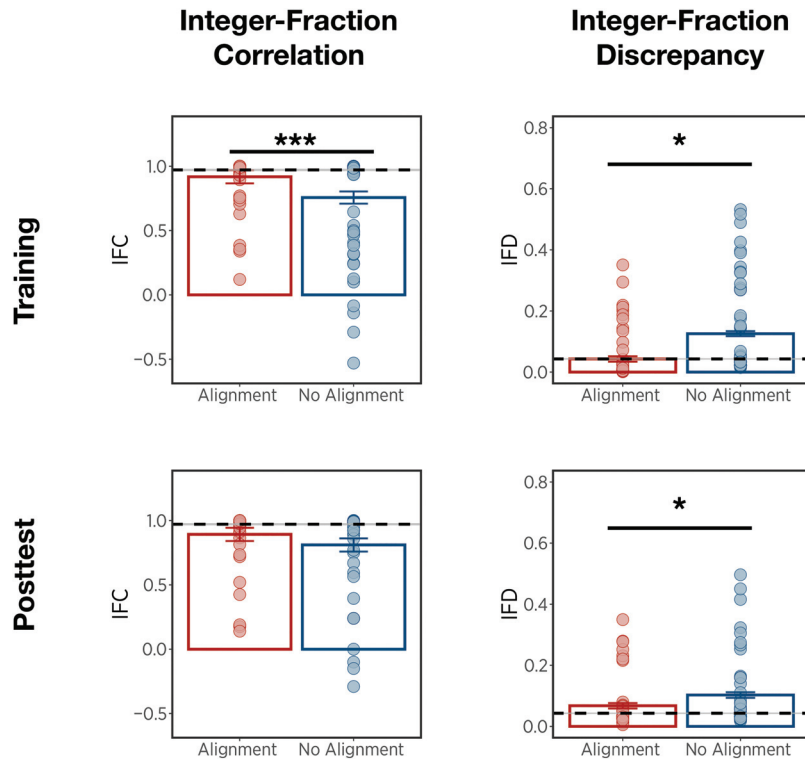 Integer-Fraction
Correlation
Integer-Fraction
Discrepancy
Training
IFC
1.0
0.5
0.0
−0.5
***
Alignment
No Alignment
IFD
0.8
0.6
0.4
0.2
0.0
*
Alignment
No Alignment
Posttest
IFC
1.0
0.5
0.0
−0.5
Alignment
No Alignment
IFD
0.8
0.6
0.4
0.2
0.0
*
Alignment
No Alignment